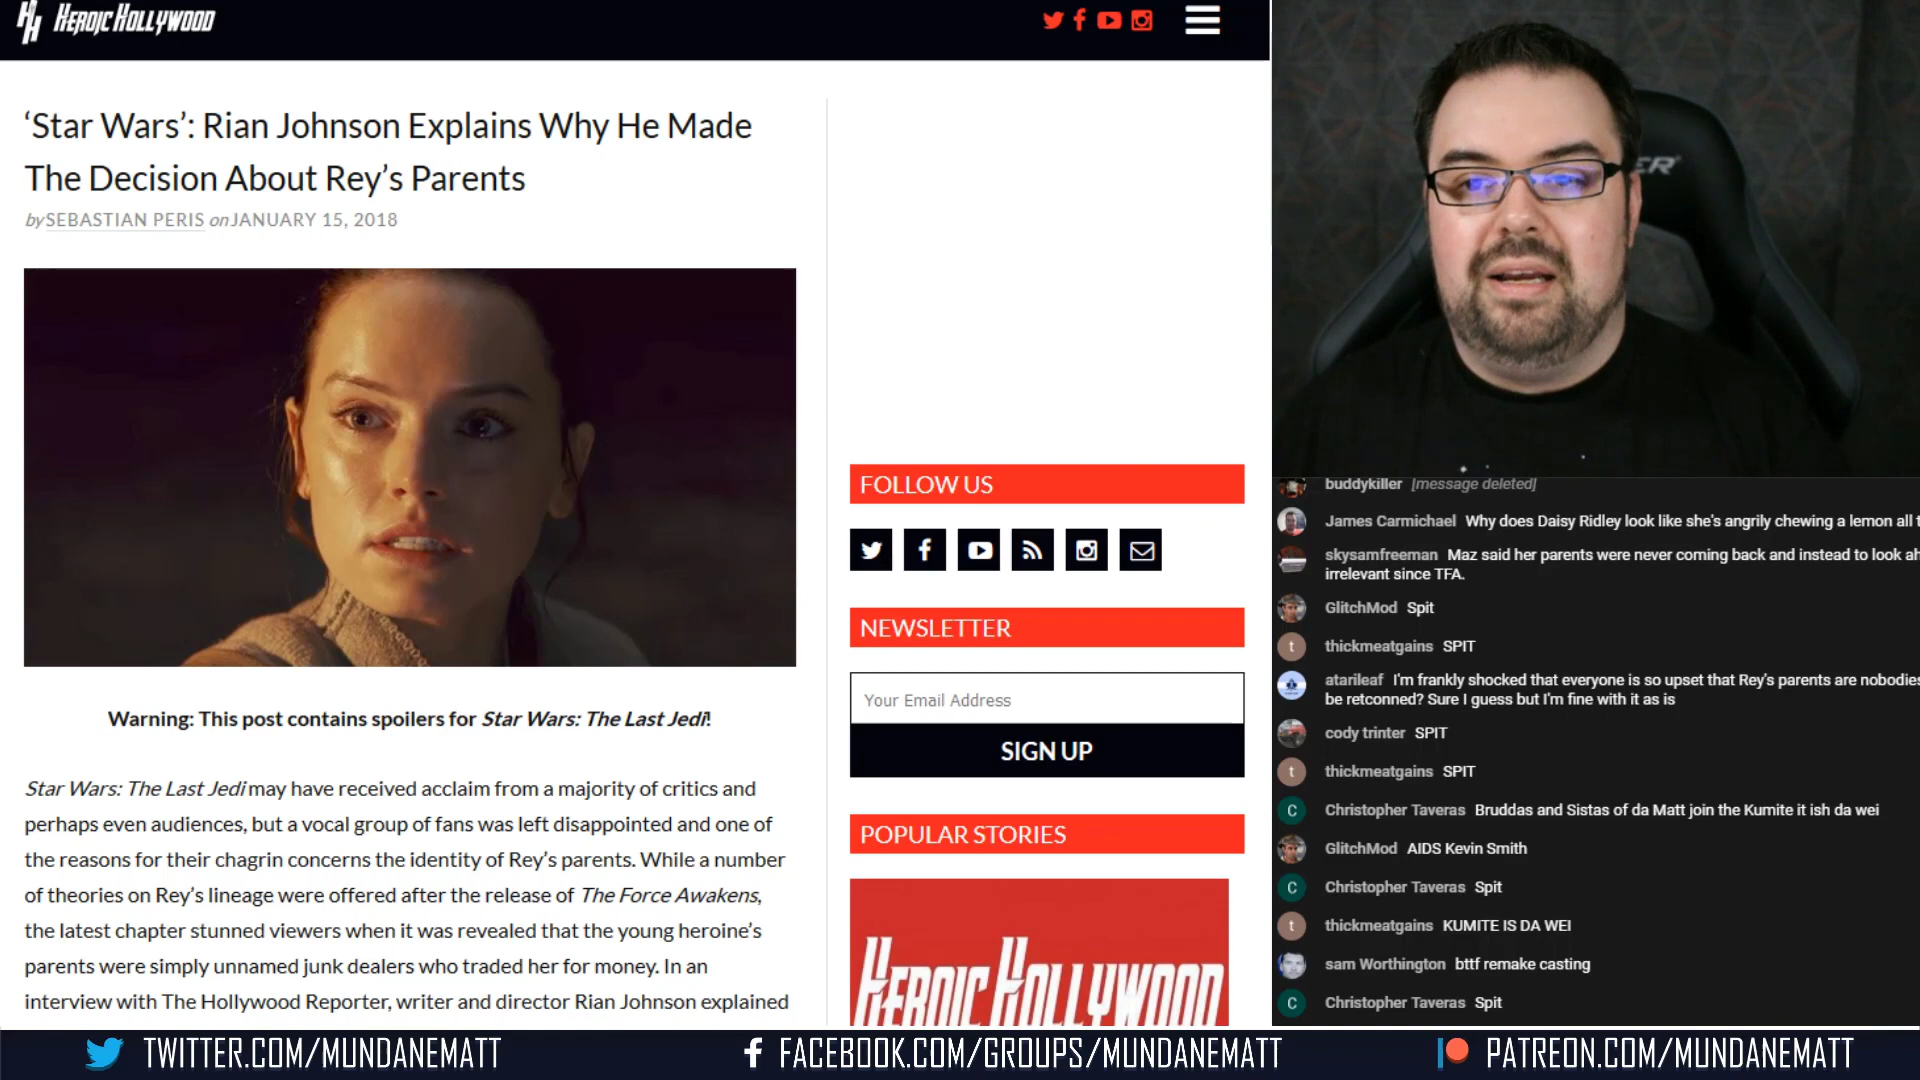 HH HEROIC HOLLYWOOD
‘Star Wars’: Rian Johnson Explains Why He Made
The Decision About Rey’s Parents
by SEBASTIAN PERIS on JANUARY 15, 2018
Warning: This post contains spoilers for Star Wars: The Last Jedi!
Star Wars: The Last Jedi may have received acclaim from a majority of critics and
perhaps even audiences, but a vocal group of fans was left disappointed and one of
the reasons for their chagrin concerns the identity of Rey’s parents. While a number
of theories on Rey’s lineage were offered after the release of The Force Awakens,
the latest chapter stunned viewers when it was revealed that the young heroine’s
parents were simply unnamed junk dealers who traded her for money. In an
interview with The Hollywood Reporter, writer and director Rian Johnson explained
FOLLOW US
NEWSLETTER
Your Email Address
SIGN UP
POPULAR STORIES
HEROIC HOLLYWOOD
ER
buddykiller [message deleted]
James Carmichael Why does Daisy Ridley look like she's angrily chewing a lemon all
skysamfreeman Maz said her parents were never coming back and instead to look
irrelevant since TFA.
GlitchMod Spit
t thickmeatgains SPIT
atarileaf I'm frankly shocked that everyone is so upset that Rey's parents are nobodies
be retconned? Sure I guess but I'm fine with it as is
cody trinter SPIT
t thickmeatgains SPIT
C Christopher Taveras Bruddas and Sistas of da Matt join the Kumite it ish da wei
GlitchMod AIDS Kevin Smith
C Christopher Taveras Spit
t thickmeatgains KUMITE IS DA WEI
sam Worthington bttf remake casting
C Christopher Taveras Spit
TWITTER.COM/MUNDANEMATT
FACEBOOK.COM/GROUPS/MUNDANEMATT
PATREON.COM/MUNDANEMATT